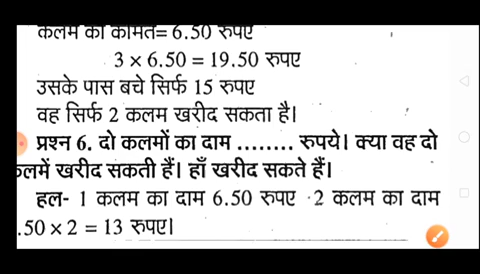 कलम की कीमत= 6.50 रुपए
3 × 6.50 = 19.50 रुपए
उसके पास बचे सिर्फ 15 रुपए
वह सिर्फ 2 कलम खरीद सकता है।
प्रश्न 6. दो कलमों का दाम ........ रुपये। क्या वह दो
कलमें खरीद सकती हैं। हाँ खरीद सकते हैं।
हल- 1 कलम का दाम 6.50 रुपए 2 कलम का दाम
.50 × 2 = 13 रुपए।